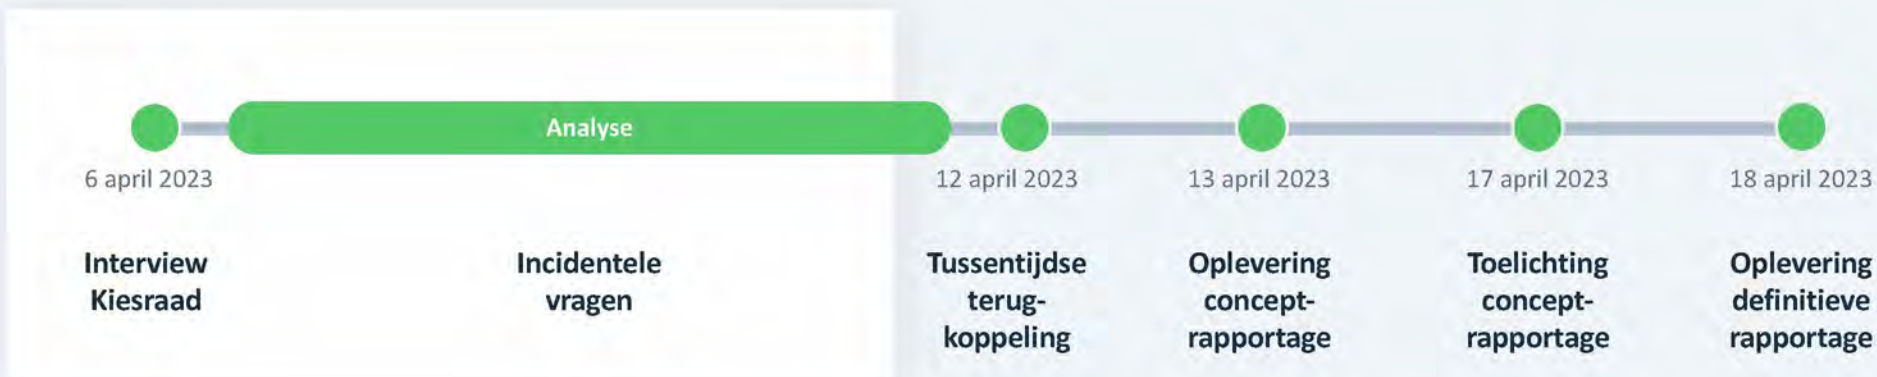 Analyse
6 april 2023
12 april 2023
13 april 2023
17 april 2023
18 april 2023
Interview
Kiesraad
Incidentele
vragen
Tussentijdse
terug-
koppeling
Oplevering
concept-
rapportage
Toelichting
concept-
rapportage
Oplevering
definitieve
rapportage